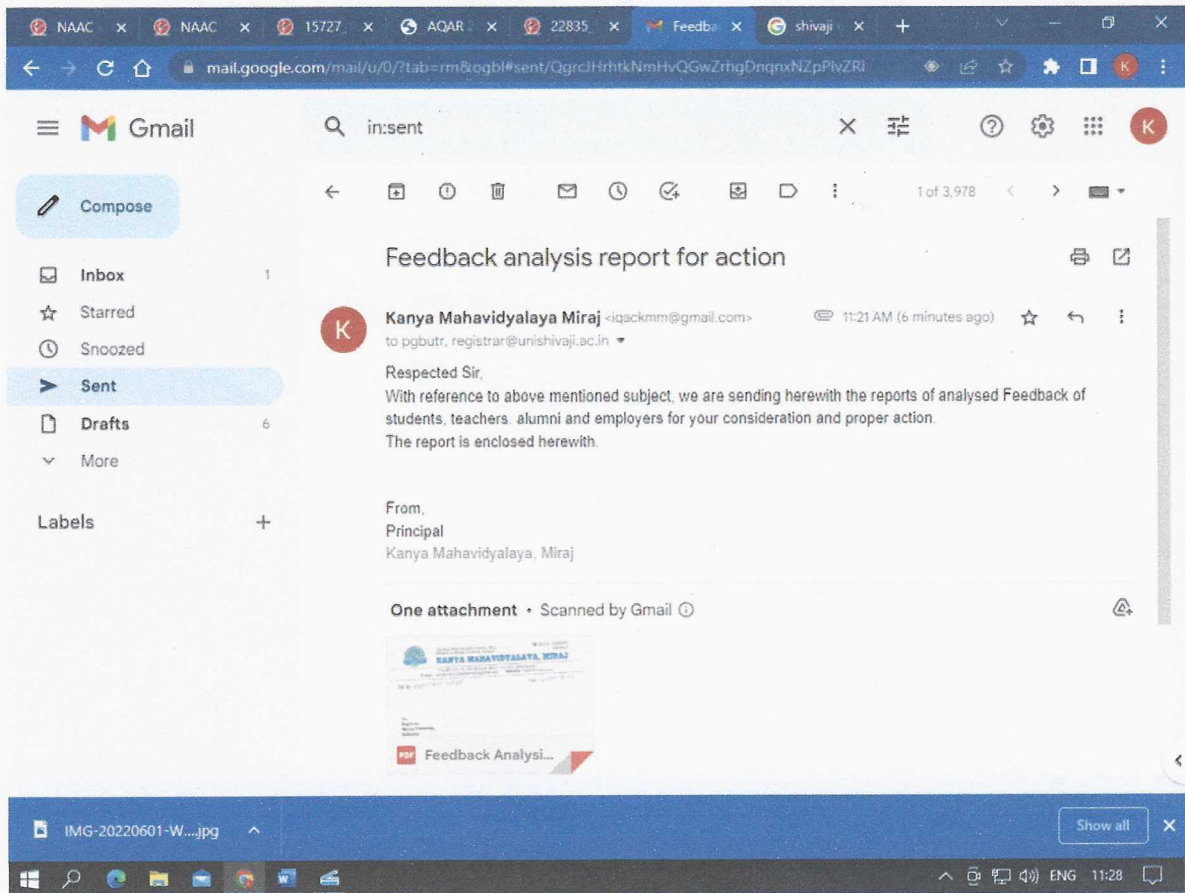 NAAC
NAAC
15727
AQAR 2
22835
Feedba
shivaji
mail.google.com/mail/u/0/?tab=rm&ogbl#sent/
Gmail
in:sent
K
Compose
1 of 3,978
Feedback analysis report for action
Inbox 1
Starred
Snoozed
Sent
Drafts 6
More
Labels
K
Kanya Mahavidyalaya Miraj <iqackmm@gmail.com>
11:21 AM (6 minutes ago)
to pgbutr, registrar@unishivaji.ac.in
Respected Sir,
With reference to above mentioned subject, we are sending herewith the reports of analysed Feedback of
students, teachers. alumni and employers for your consideration and proper action.
The report is enclosed herewith.
From,
Principal
Kanya Mahavidyalaya, Miraj
One attachment • Scanned by Gmail
KANYA MAHAVIDYALAYA, MIRAJ
PDF Feedback Analysi...
IMG-20220601-W....jpg
Show all
ENG 11:28